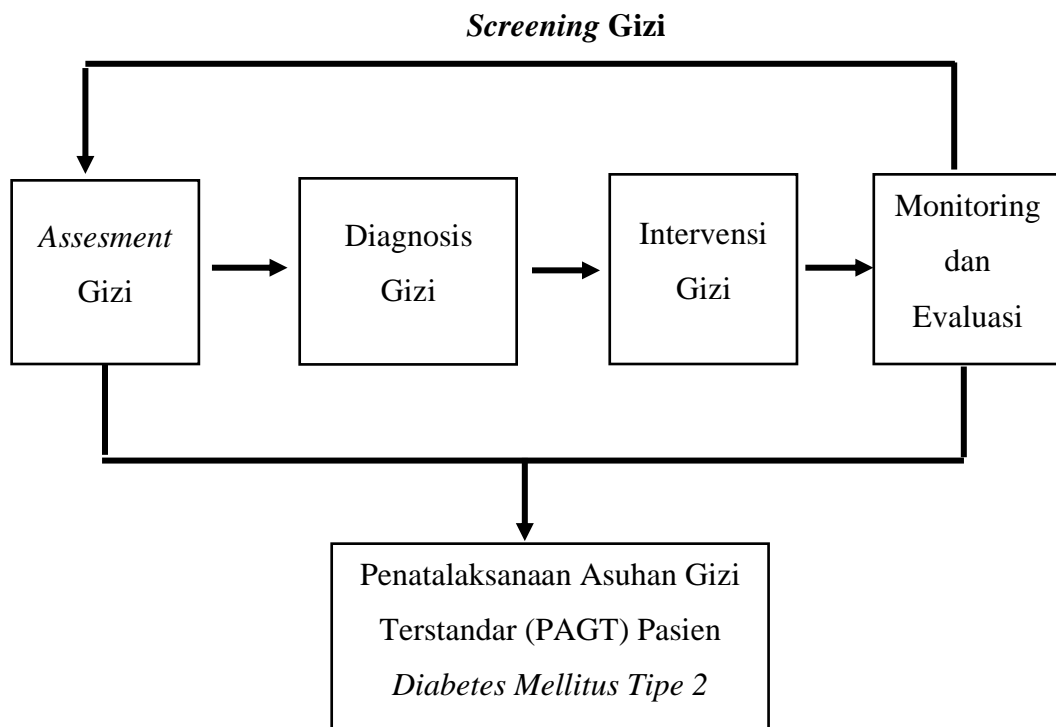 Screening Gizi
Assesment
Gizi
Diagnosis
Gizi
Intervensi
Gizi
Monitoring
dan
Evaluasi
Penatalaksanaan Asuhan Gizi
Terstandar (PAGT) Pasien
Diabetes Mellitus Tipe 2